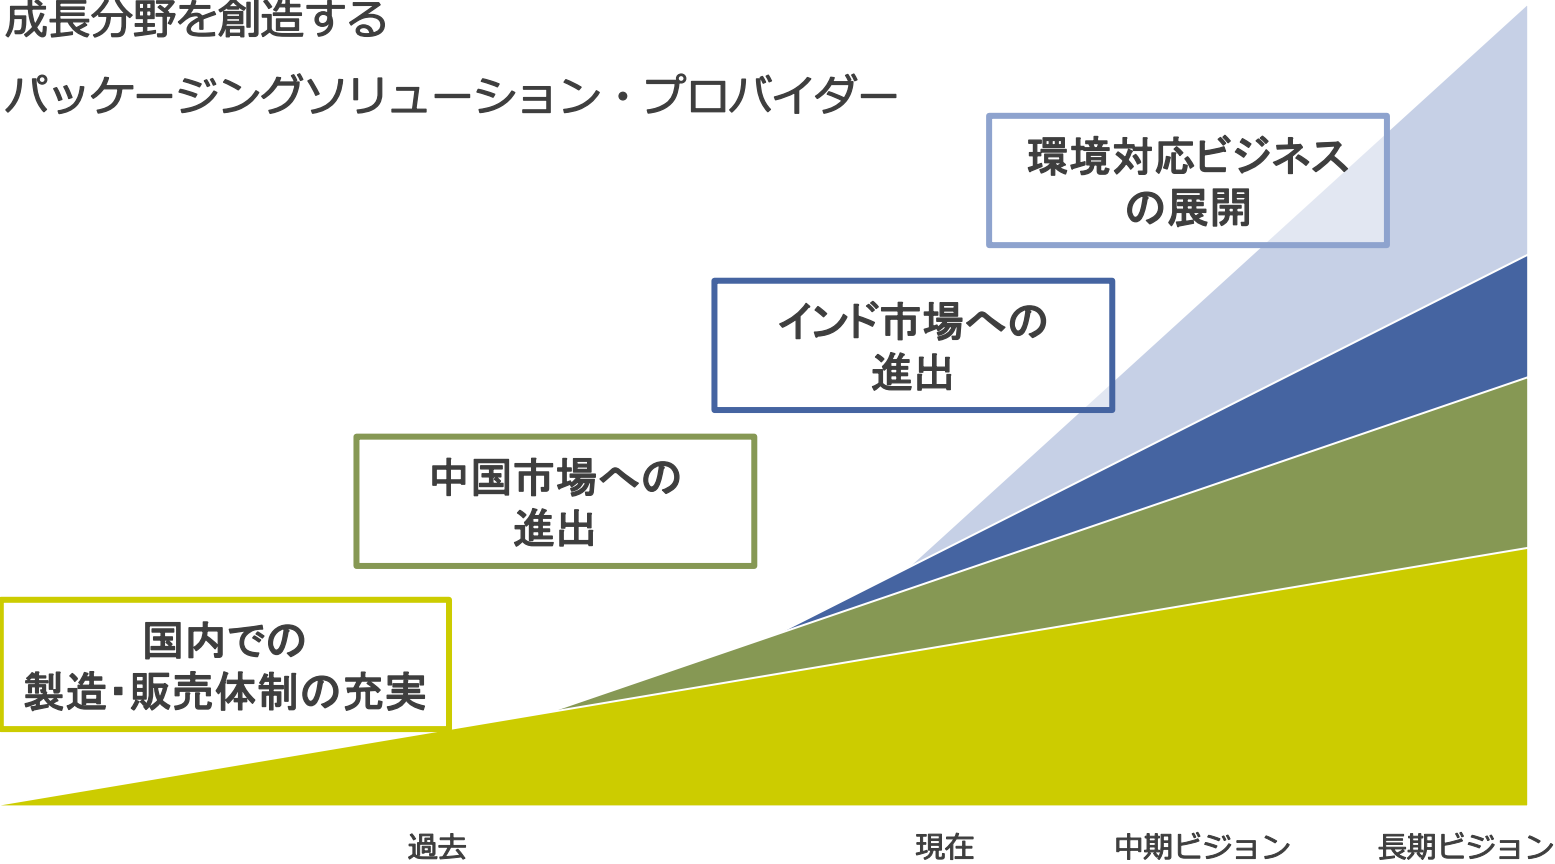 成長分野を創造する
パッケージングソリューション・プロバイダー
環境対応ビジネス
の展開
インド市場への
進出
中国市場への
進出
国内での
製造・販売体制の充実
過去
現在
中期ビジョン
長期ビジョン